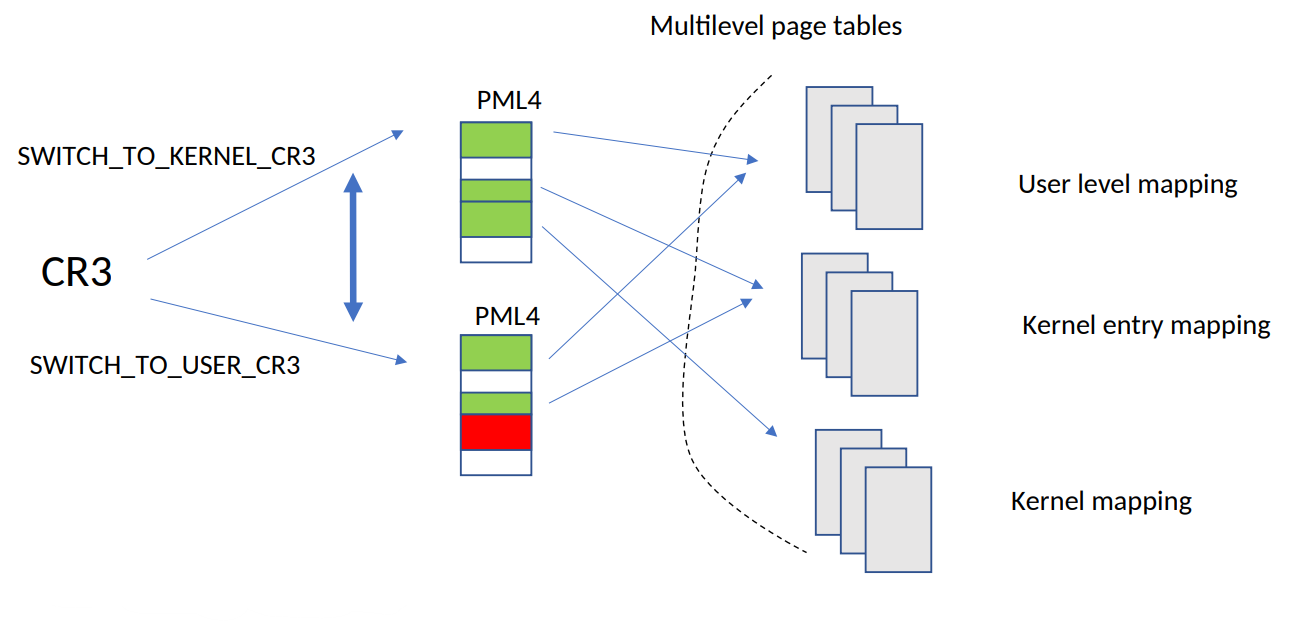 Multilevel page tables
PML4
SWITCH_TO_KERNEL_CR3
User level mapping
CR3
PML4
Kernel entry mapping
SWITCH_TO_USER_CR3
Kernel mapping